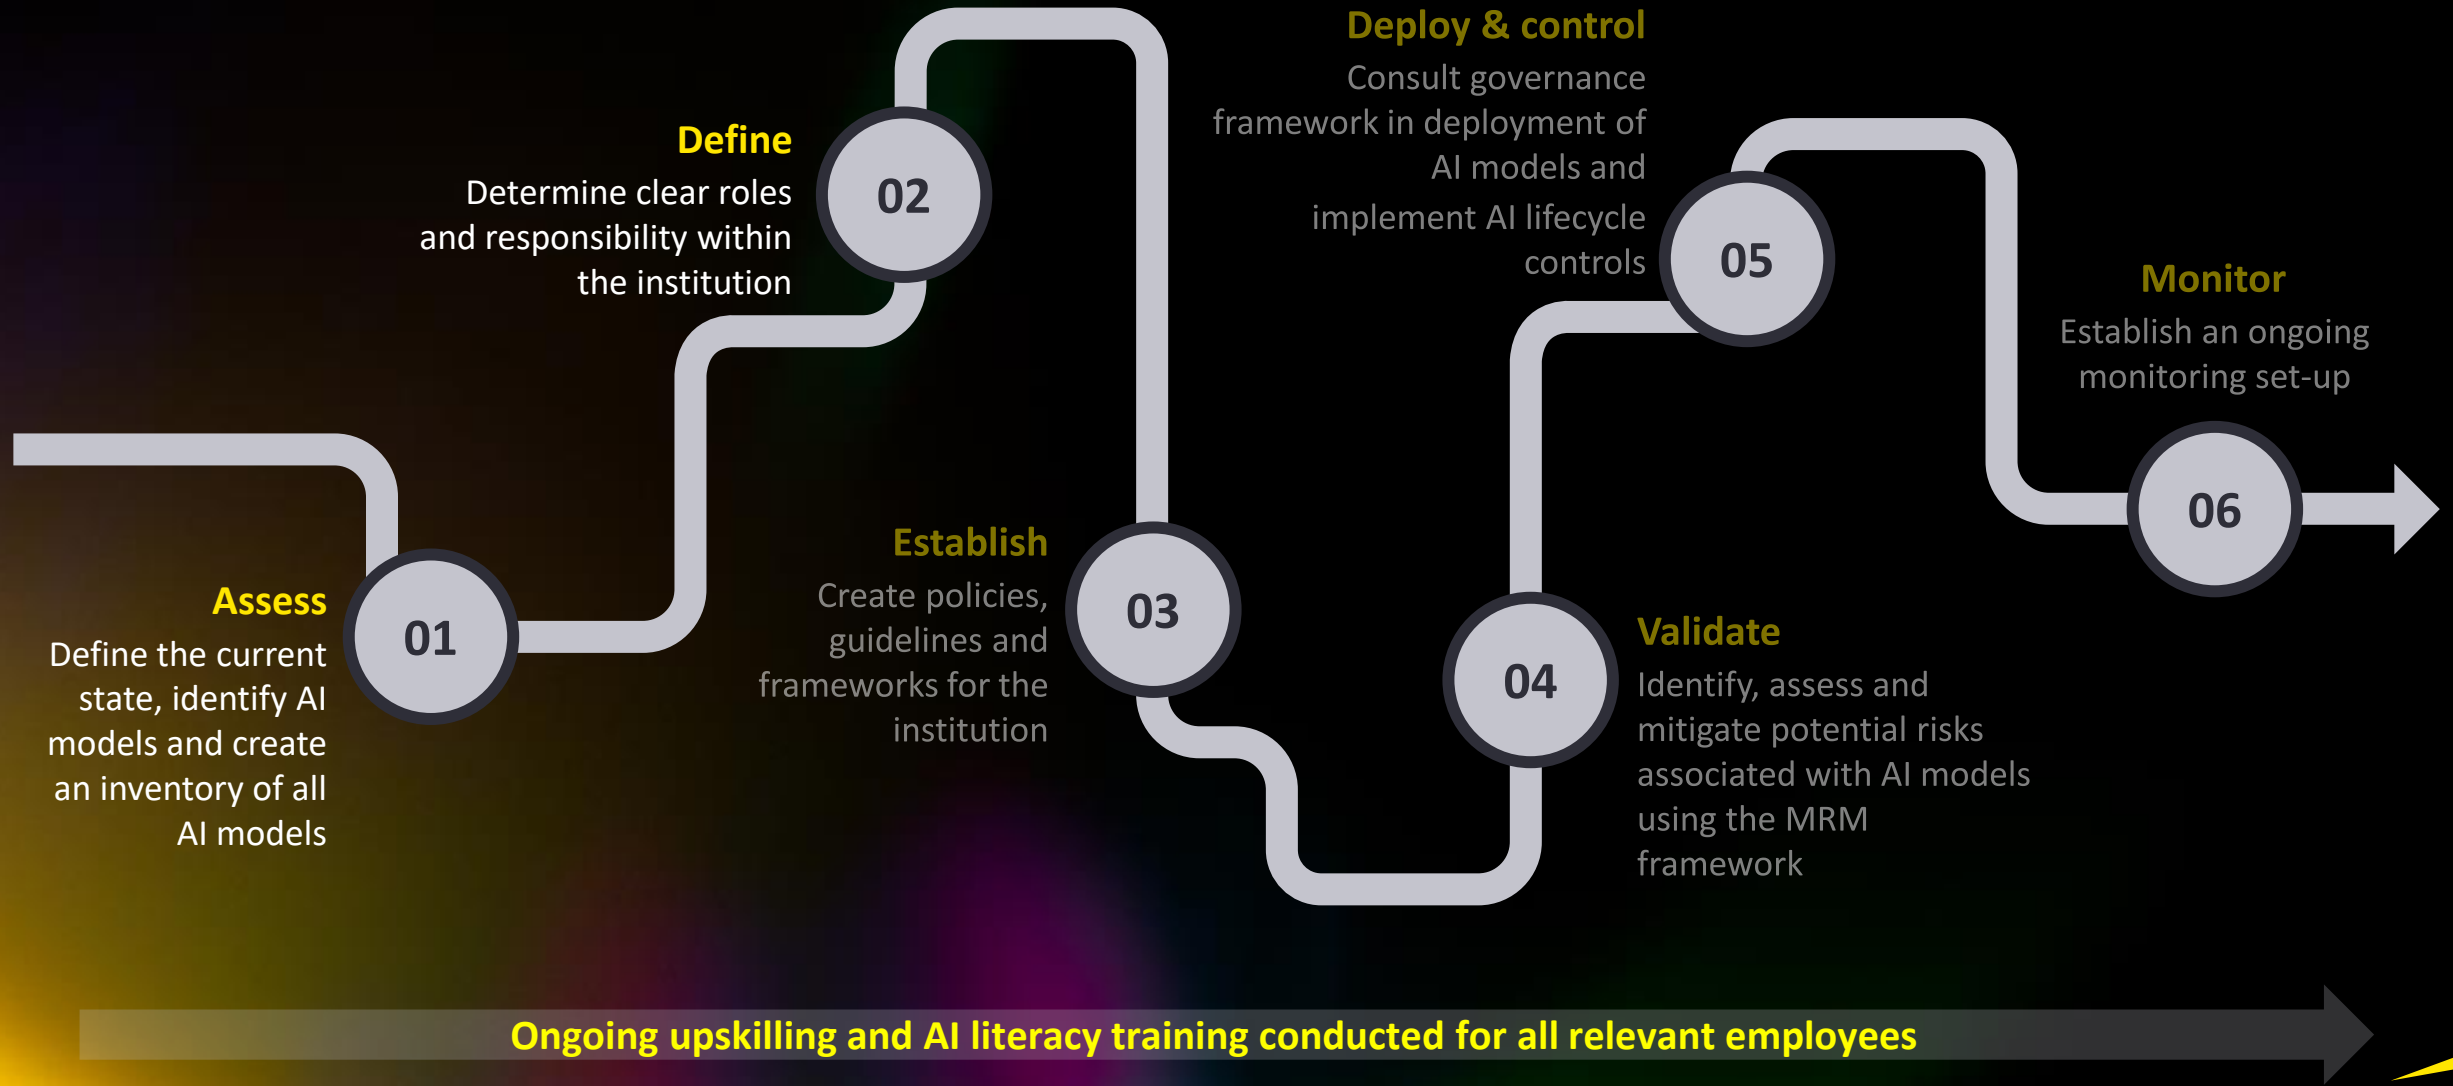 Assess
Define the current
state, identify AI
models and create
an inventory of all
AI models
01
Define
Determine clear roles
and responsibility within
the institution
02
Establish
Create policies,
guidelines and
frameworks for the
institution
03
04
Validate
Identify, assess and
mitigate potential risks
associated with AI models
using the MRM
framework
Deploy & control
Consult governance
framework in deployment of
AI models and
implement AI lifecycle
controls
05
Monitor
Establish an ongoing
monitoring set-up
06
Ongoing upskilling and AI literacy training conducted for all relevant employees